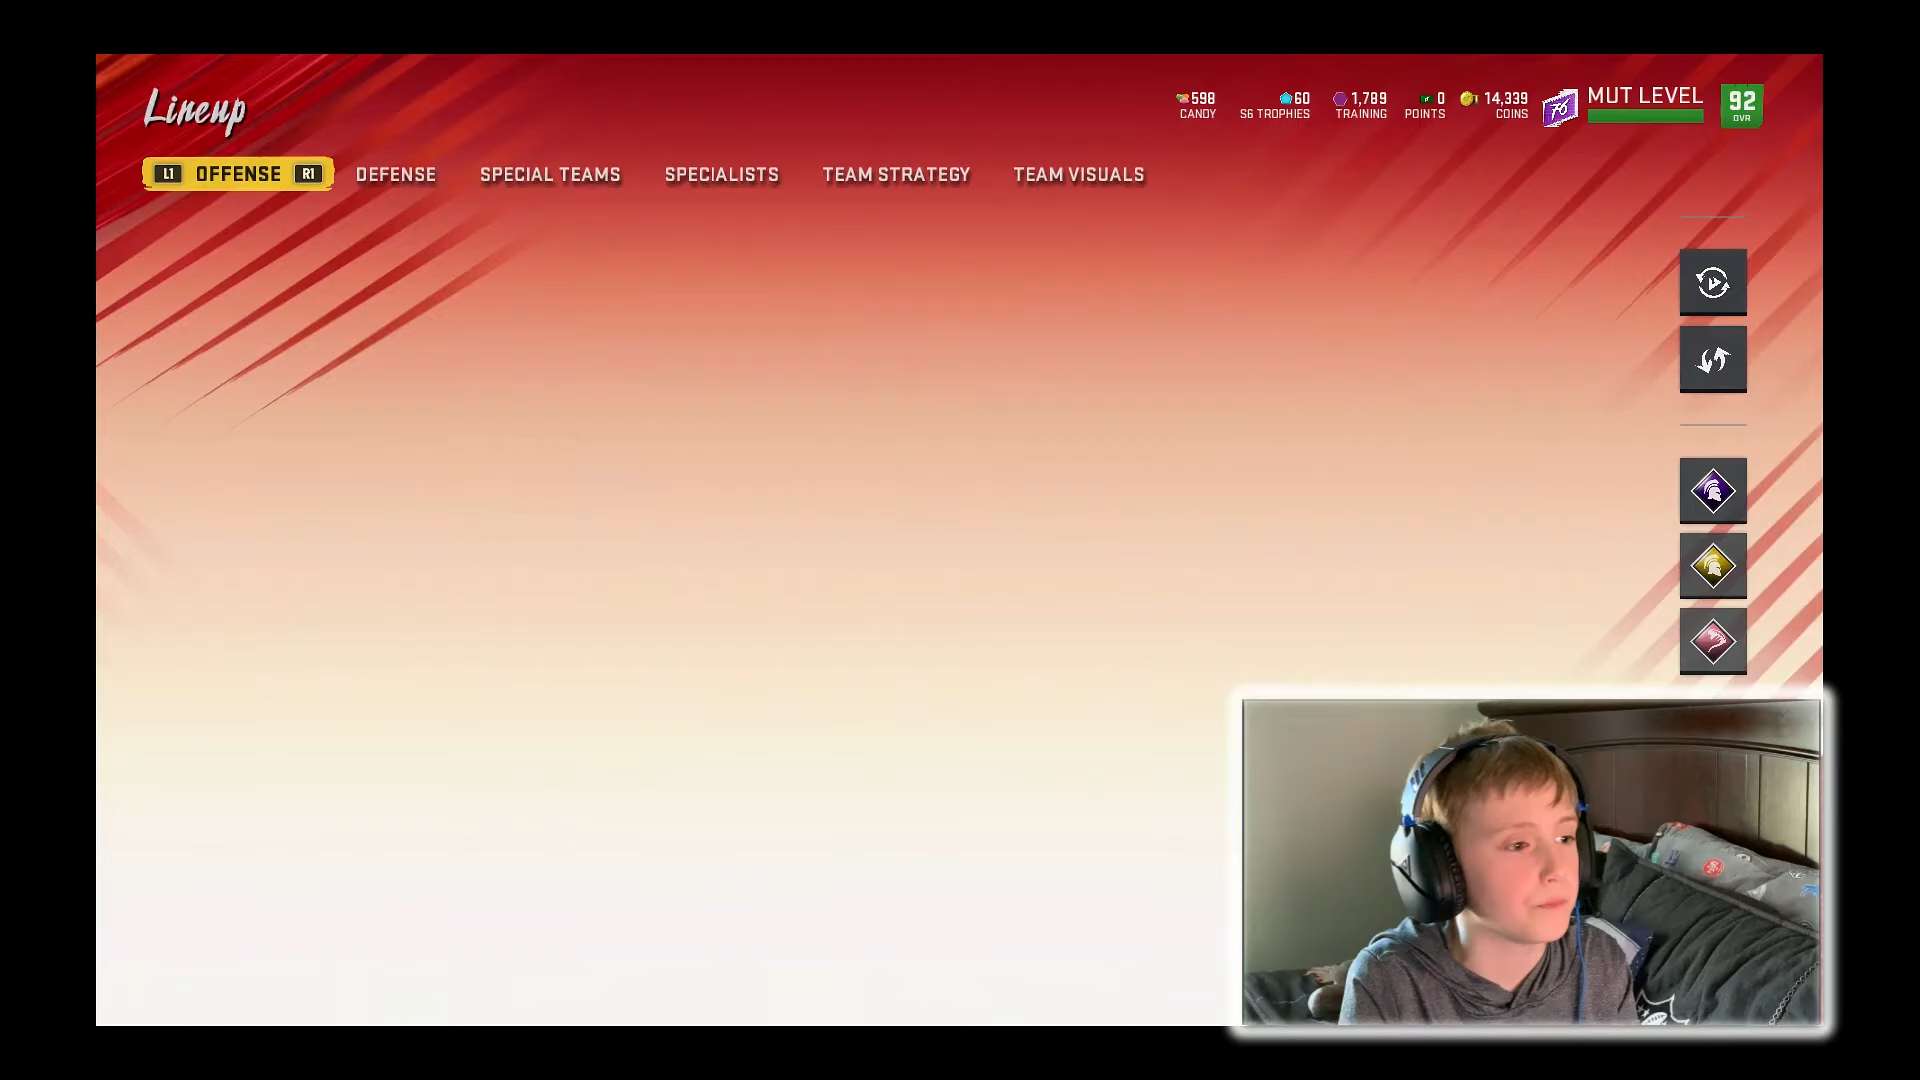 Lineup
598
CANDY
60
S6 TROPHIES
1,789
TRAINING
0
POINTS
14,339
COINS
76
MUT LEVEL
92
OVR
L1 OFFENSE R1 DEFENSE SPECIAL TEAMS SPECIALISTS TEAM STRATEGY TEAM VISUALS